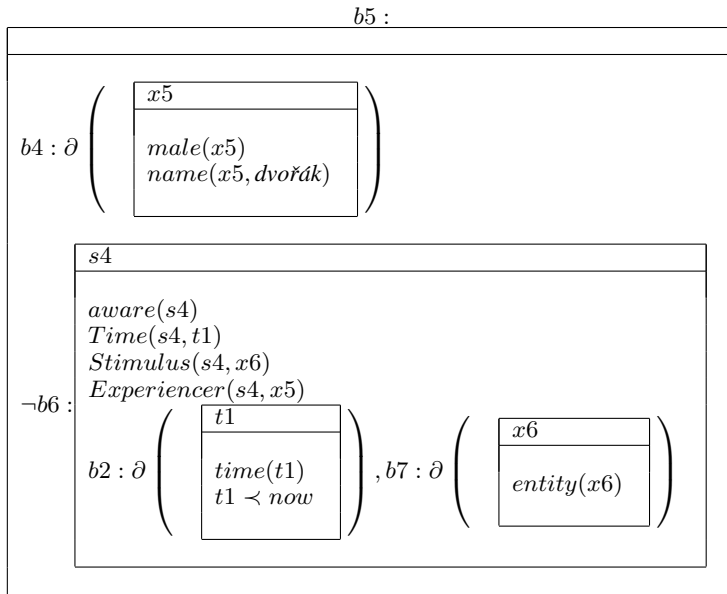 b5 :
x5
b4 : ∂ ( male(x5)
name(x5, dvořák) )
s4
aware(s4)
Time(s4, t1)
Stimulus(s4, x6)
Experiencer(s4, x5)
¬b6 :
t1
x6
b2 : ∂ ( time(t1)
t1 ≺ now ) , b7 : ∂ ( entity(x6) )